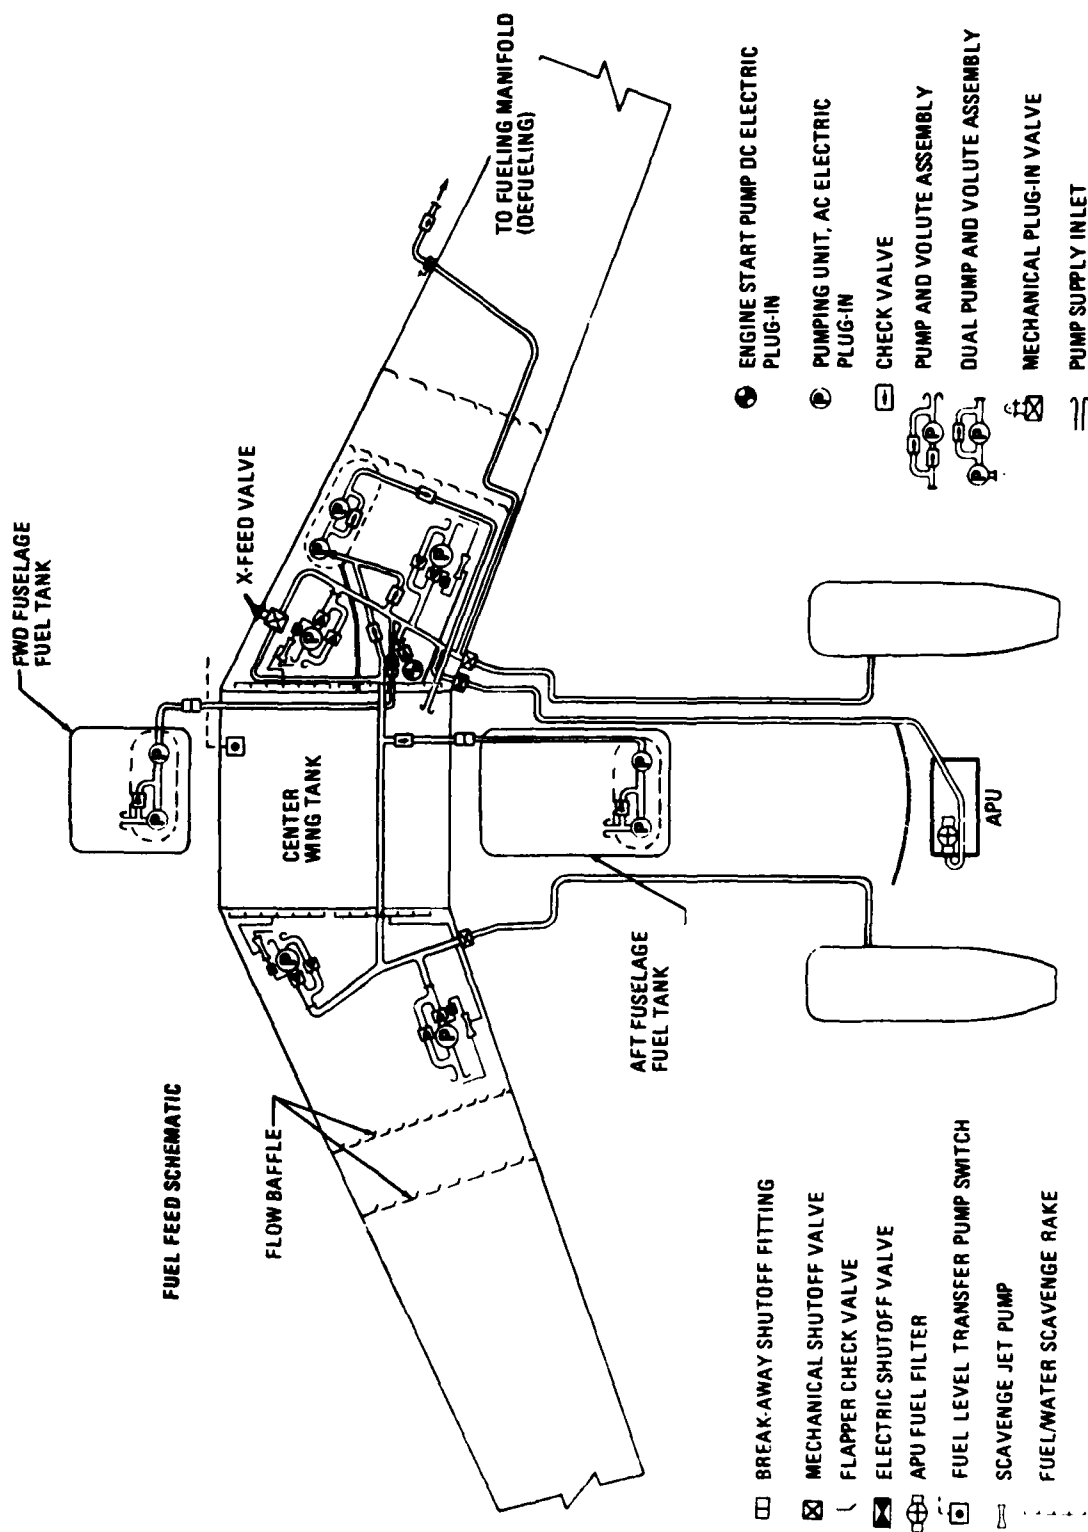 FUEL FEED SCHEMATIC
FLOW BAFFLE
FWD FUSELAGE
FUEL TANK
X-FEED VALVE
TO FUELING MANIFOLD
(DEFUELING)
CENTER
WING TANK
P
P
P
P
P
P
P
P
P
P
AFT FUSELAGE
FUEL TANK
APU
BREAK-AWAY SHUTOFF FITTING
MECHANICAL SHUTOFF VALVE
FLAPPER CHECK VALVE
ELECTRIC SHUTOFF VALVE
APU FUEL FILTER
FUEL LEVEL TRANSFER PUMP SWITCH
SCAVENGE JET PUMP
FUEL/WATER SCAVENGE RAKE
ENGINE START PUMP DC ELECTRIC
PLUG-IN
P PUMPING UNIT, AC ELECTRIC
PLUG-IN
CHECK VALVE
P PUMP AND VOLUTE ASSEMBLY
P P DUAL PUMP AND VOLUTE ASSEMBLY
MECHANICAL PLUG-IN VALVE
PUMP SUPPLY INLET